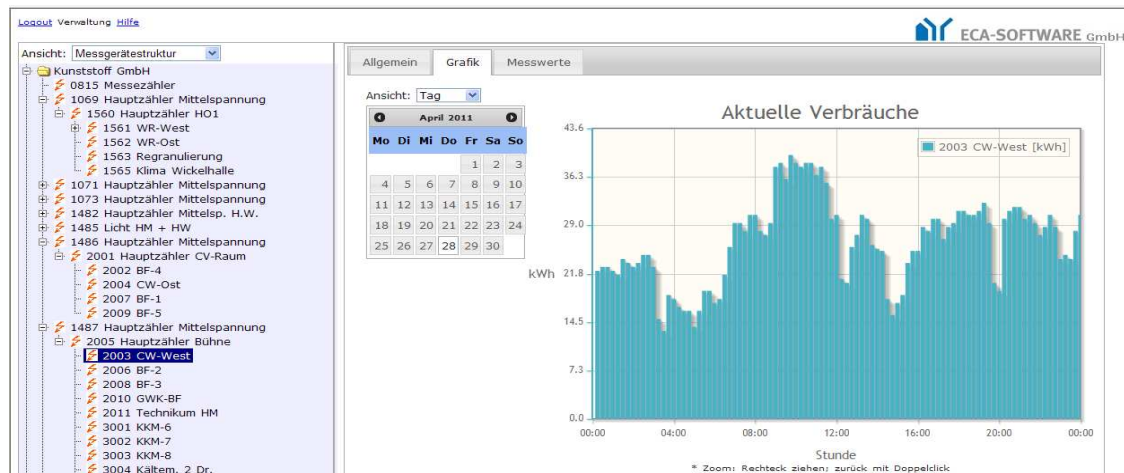 Logout Verwaltung Hilfe
ECA-SOFTWARE GmbH
Ansicht: Messgerätestruktur
Kunststoff GmbH
0815 Messezähler
1069 Hauptzähler Mittelspannung
1560 Hauptzähler HO1
1561 WR-West
1562 WR-Ost
1563 Regranulierung
1565 Klima Wickelhalle
1071 Hauptzähler Mittelspannung
1073 Hauptzähler Mittelspannung
1482 Hauptzähler Mittelsp. H.W.
1485 Licht HM + HW
1486 Hauptzähler Mittelspannung
2001 Hauptzähler CV-Raum
2002 BF-4
2004 CW-Ost
2007 BF-1
2009 BF-5
1487 Hauptzähler Mittelspannung
2005 Hauptzähler Bühne
2003 CW-West
2006 BF-2
2008 BF-3
2010 GWK-BF
2011 Technikum HM
3001 KKM-6
3002 KKM-7
3003 KKM-8
3004 Kältem. 2 Dr.
Allgemein Grafik Messwerte
Ansicht: Tag
April 2011
Mo Di Mi Do Fr Sa So
1 2 3
4 5 6 7 8 9 10
11 12 13 14 15 16 17
18 19 20 21 22 23 24
25 26 27 28 29 30
Aktuelle Verbräuche
2003 CW-West [kWh]
43.6
36.3
29.0
kWh 21.8
14.5
7.3
0.0
00:00 04:00 08:00 12:00 16:00 20:00 00:00
Stunde
* Zoom: Rechteck ziehen; zurück mit Doppelclick